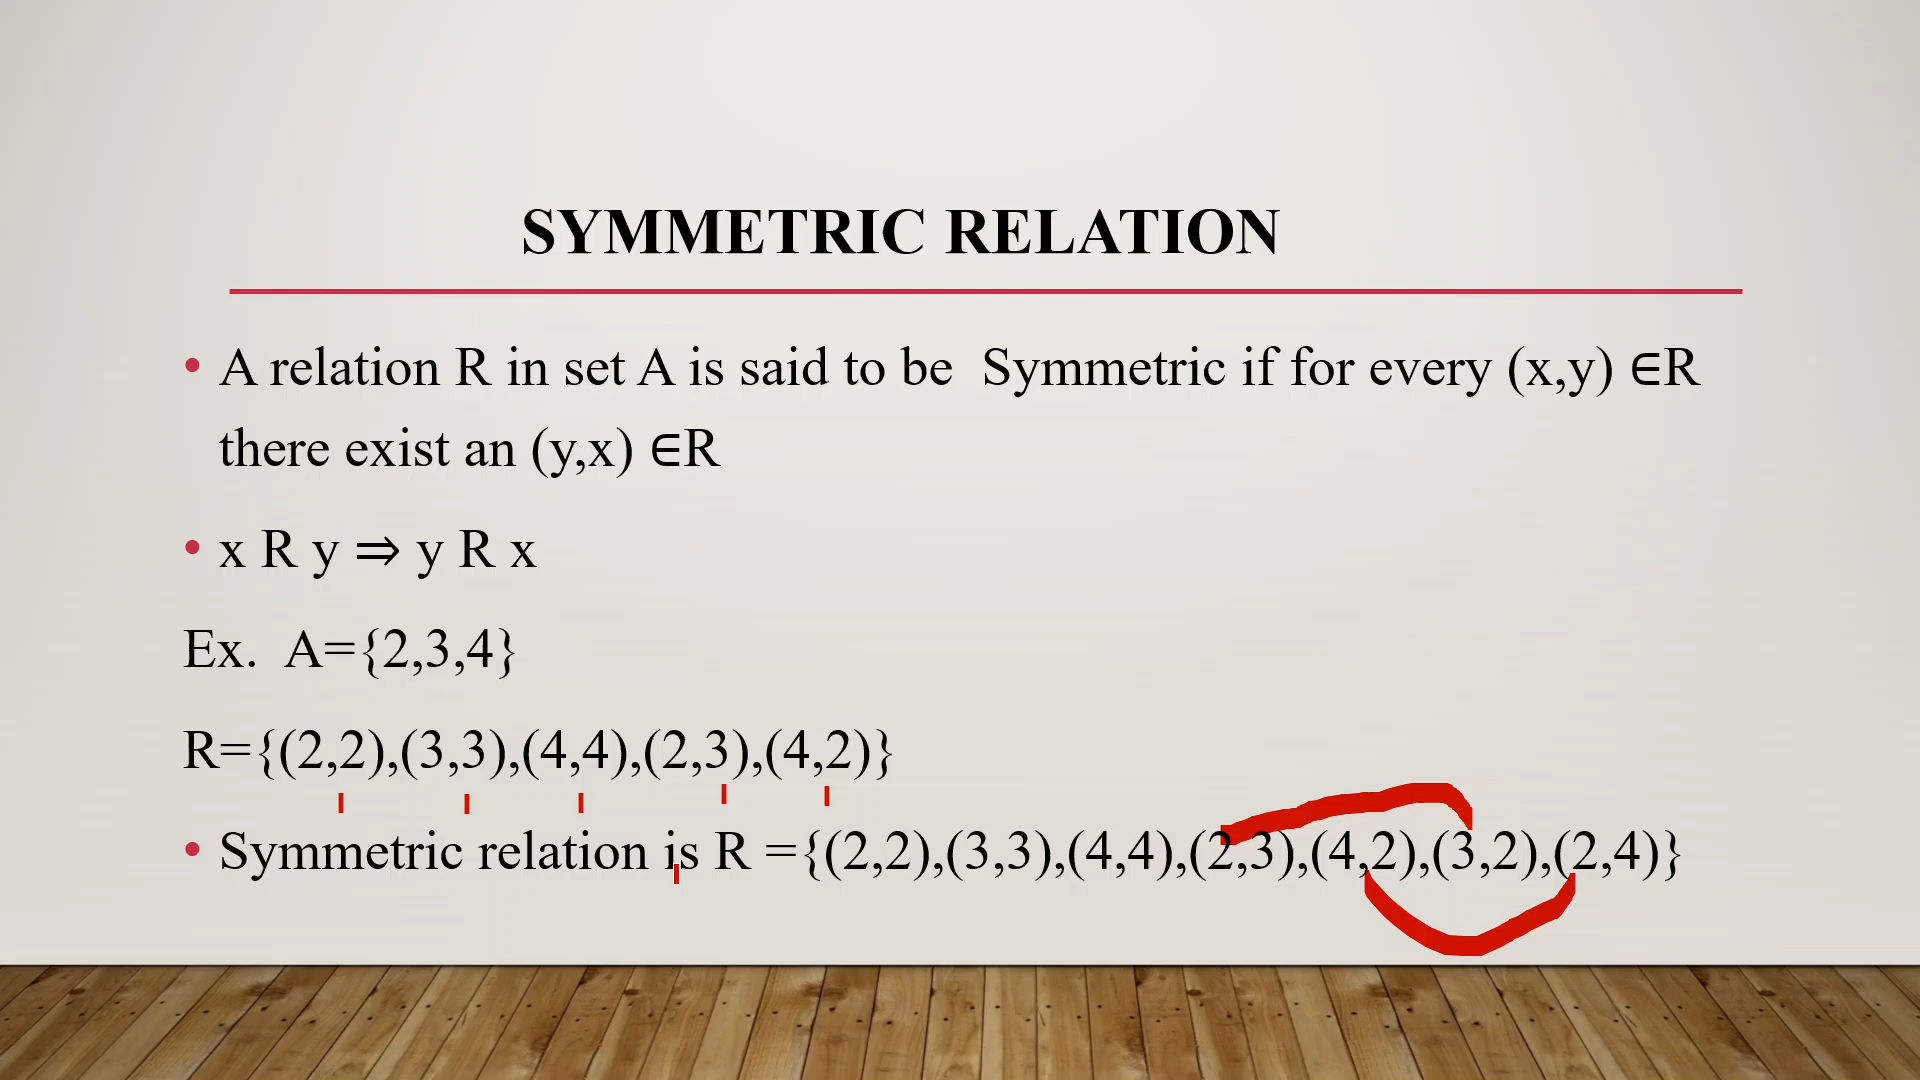 SYMMETRIC RELATION
• A relation R in set A is said to be  Symmetric if for every (x,y) ∈R
there exist an (y,x) ∈R
• x R y ⇒ y R x
Ex.  A={2,3,4}
R={(2,2),(3,3),(4,4),(2,3),(4,2)}
• Symmetric relation is R ={(2,2),(3,3),(4,4),(2,3),(4,2),(3,2),(2,4)}